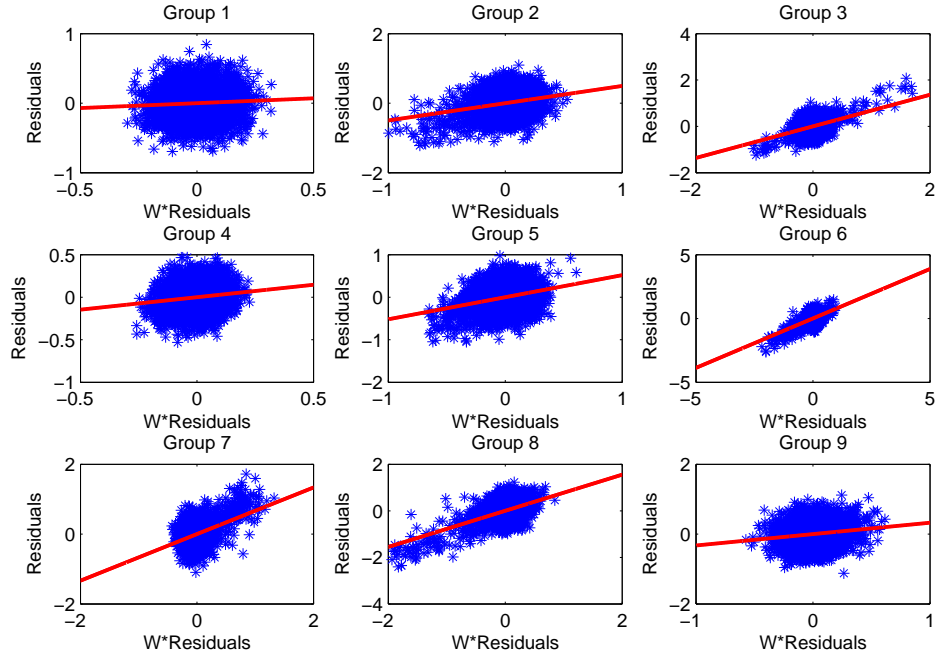 Group 1
Group 2
Group 3
1
0
−1
−0.5
0
0.5
Residuals
W*Residuals
2
0
−2
−1
0
1
Residuals
W*Residuals
4
2
0
−2
−2
0
2
Residuals
W*Residuals
Group 4
Group 5
Group 6
0.5
0
−0.5
−1
−0.5
0
0.5
Residuals
W*Residuals
1
0
−1
−2
−1
0
1
Residuals
W*Residuals
5
0
−5
−5
0
5
Residuals
W*Residuals
Group 7
Group 8
Group 9
2
0
−2
−2
0
2
Residuals
W*Residuals
2
0
−2
−4
−2
0
2
Residuals
W*Residuals
2
0
−2
−1
0
1
Residuals
W*Residuals